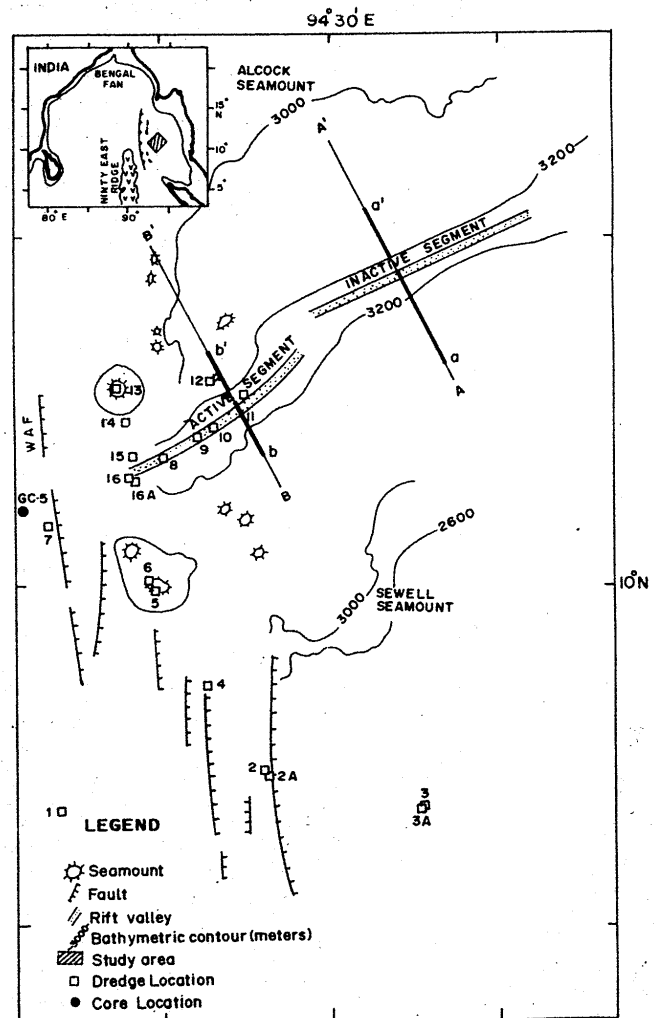 94°30'E
INDIA
BENGAL
FAN
15°
N
10°
5°
NINTY EAST
RIDGE
80°E
90°
ALCOCK
SEAMOUNT
3000
A'
3200
a'
B'
INACTIVE SEGMENT
3200
b'
a
A
12
A
13
ACTIVE SEGMENT
14
11
10
9
WAF
15
8
b
16
16A
B
GC-5
7
2600
6
5
10°N
SEWELL
SEAMOUNT
3000
4
2
2A
3
3A
1
LEGEND
Seamount
Fault
Rift valley
3000
Bathymetric contour(meters)
Study area
Dredge Location
Core Location